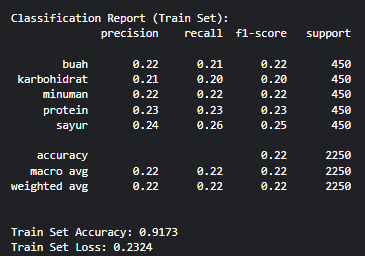 Classification Report (Train Set):
precision recall f1-score support
buah 0.22 0.21 0.22 450
karbohidrat 0.21 0.20 0.20 450
minuman 0.22 0.22 0.22 450
protein 0.23 0.23 0.23 450
sayur 0.24 0.26 0.25 450
accuracy 0.22 2250
macro avg 0.22 0.22 0.22 2250
weighted avg 0.22 0.22 0.22 2250
Train Set Accuracy: 0.9173
Train Set Loss: 0.2324